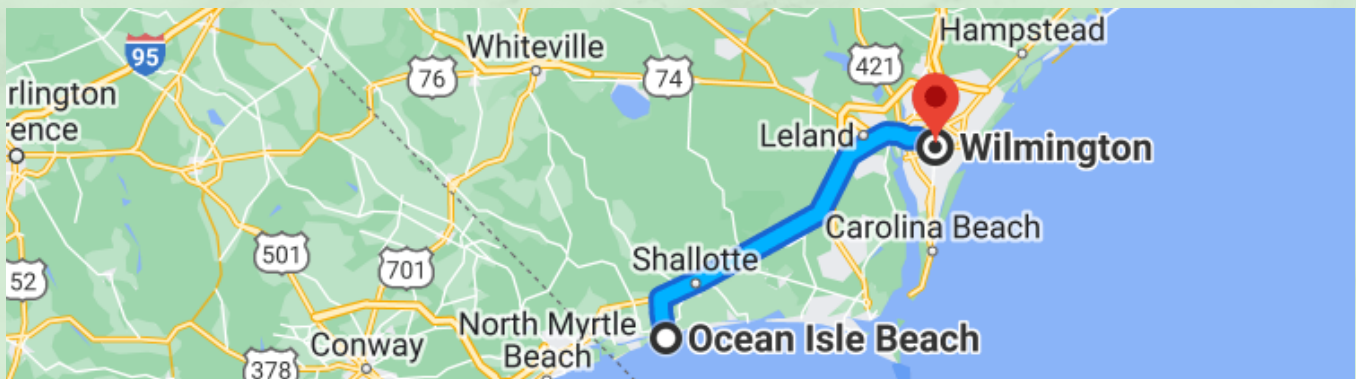 Hampstead
95
Whiteville
76
74
421
rlington
rence
Leland
Wilmington
Carolina Beach
501
701
Shallotte
52
North Myrtle
Beach
Ocean Isle Beach
Conway
378